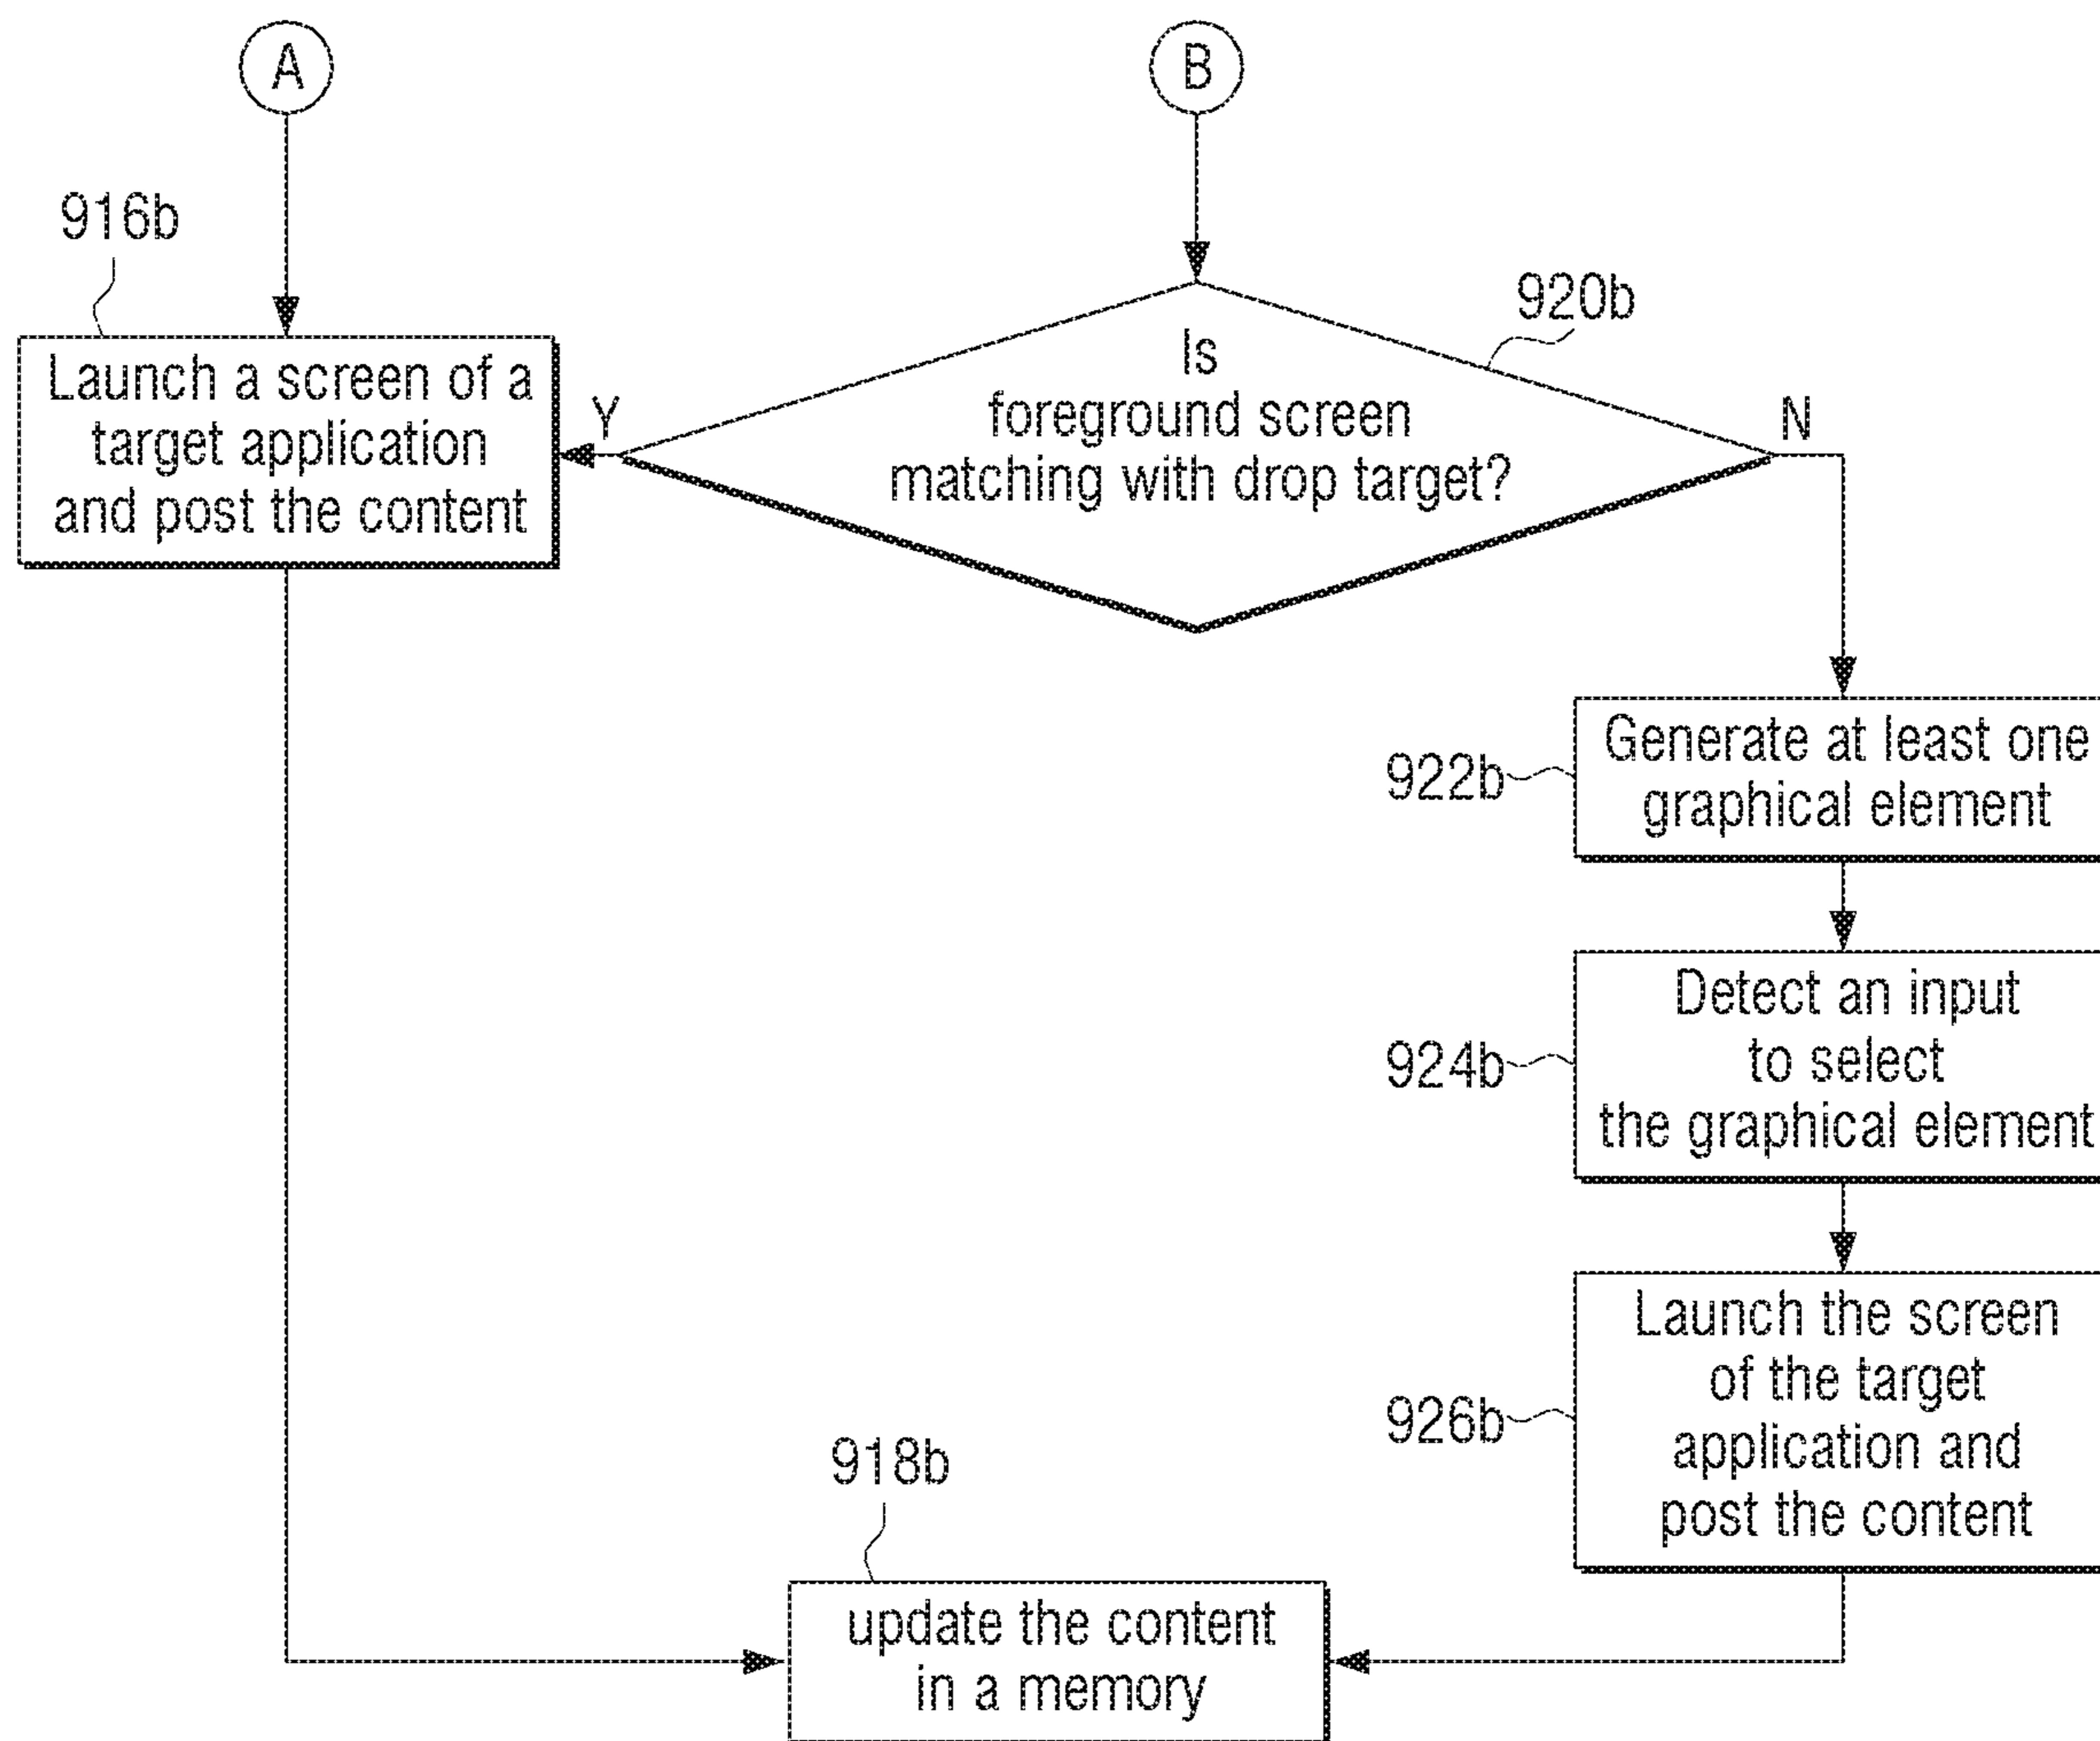 A
B
916b
Launch a screen of a
target application
and post the content
Y
920b
Is
foreground screen
matching with drop target?
N
922b
Generate at least one
graphical element
924b
Detect an input
to select
the graphical element
926b
Launch the screen
of the target
application and
post the content
918b
update the content
in a memory